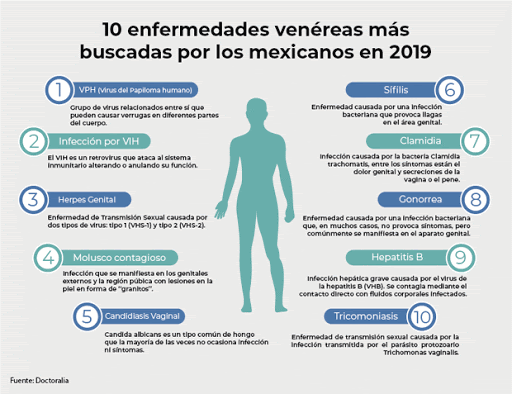 10 enfermedades venéreas más
buscadas por los mexicanos en 2019
1
VPH (Virus del Papiloma humano)
Grupo de virus relacionados entre sí que
pueden causar verrugas en diferentes partes
del cuerpo.
2
Infección por VIH
El VIH es un retrovirus que ataca al sistema
inmunitario alterando o anulando su función.
3
Herpes Genital
Enfermedad de Transmisión Sexual causada por
dos tipos de virus: tipo 1 (VHS-1) y tipo 2 (VHS-2).
4
Molusco contagioso
Infección que se manifiesta en los genitales
externos y la región púbica con lesiones en la
piel en forma de "granitos".
5
Candidiasis Vaginal
Candida albicans es un tipo común de hongo
que la mayoría de las veces no ocasiona infección
ni síntomas.
Sífilis
6
Enfermedad causada por una infección
bacteriana que provoca llagas
en el área genital.
Clamidia
7
Infección causada por la bacteria Clamidia
trachomatis, entre los síntomas están el
dolor genital y secreciones de la
vagina o el pene.
Gonorrea
8
Enfermedad causada por una infección bacteriana
que, en muchos casos, no provoca síntomas, pero
comúnmente se manifiesta en el aparato genital.
Hepatitis B
9
Infección hepática grave causada por el virus de
la hepatitis B (VHB). Se contagia mediante el
contacto directo con fluidos corporales infectados.
Tricomoniasis
10
Enfermedad de transmisión sexual causada por la
infección transmitida por el parásito protozoario
Trichomonas vaginalis.
Fuente: Doctoralia